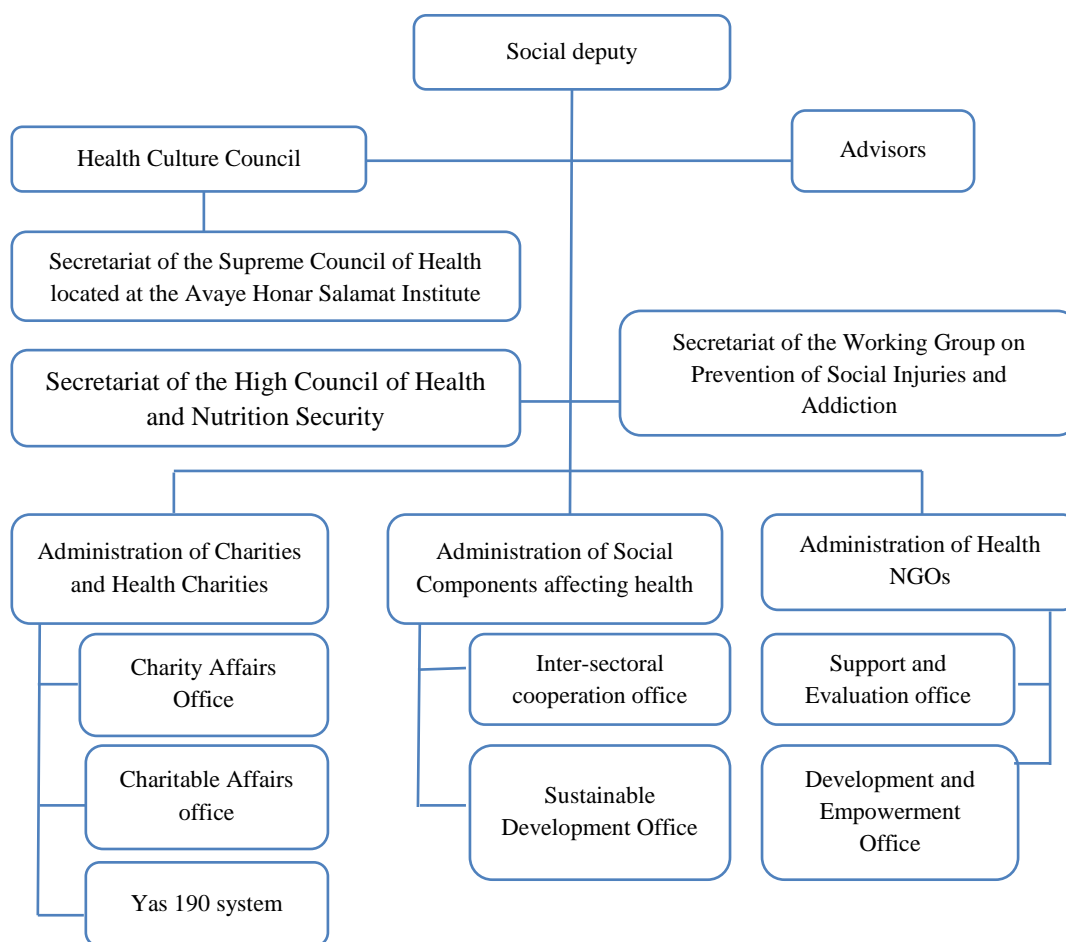 Social deputy
Health Culture Council
Advisors
Secretariat of the Supreme Council of Health
located at the Avaye Honar Salamat Institute
Secretariat of the High Council of Health
and Nutrition Security
Secretariat of the Working Group on
Prevention of Social Injuries and
Addiction
Administration of Charities
and Health Charities
Administration of Social
Components affecting health
Administration of Health
NGOs
Charity Affairs
Office
Inter-sectoral
cooperation office
Support and
Evaluation office
Charitable Affairs
office
Sustainable
Development Office
Development and
Empowerment
Office
Yas 190 system